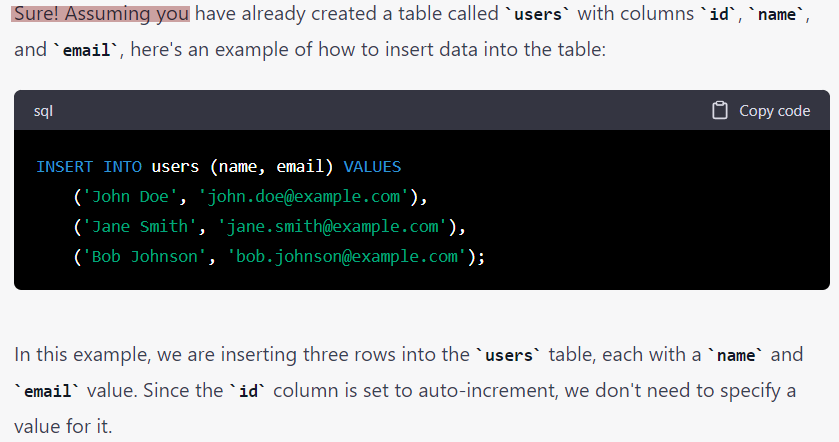 Sure! Assuming you have already created a table called `users` with columns `id`, `name`,
and `email`, here's an example of how to insert data into the table:
sql Copy code
INSERT INTO users (name, email) VALUES
('John Doe', 'john.doe@example.com'),
('Jane Smith', 'jane.smith@example.com'),
('Bob Johnson', 'bob.johnson@example.com');
In this example, we are inserting three rows into the `users` table, each with a `name` and
`email` value. Since the `id` column is set to auto-increment, we don't need to specify a
value for it.